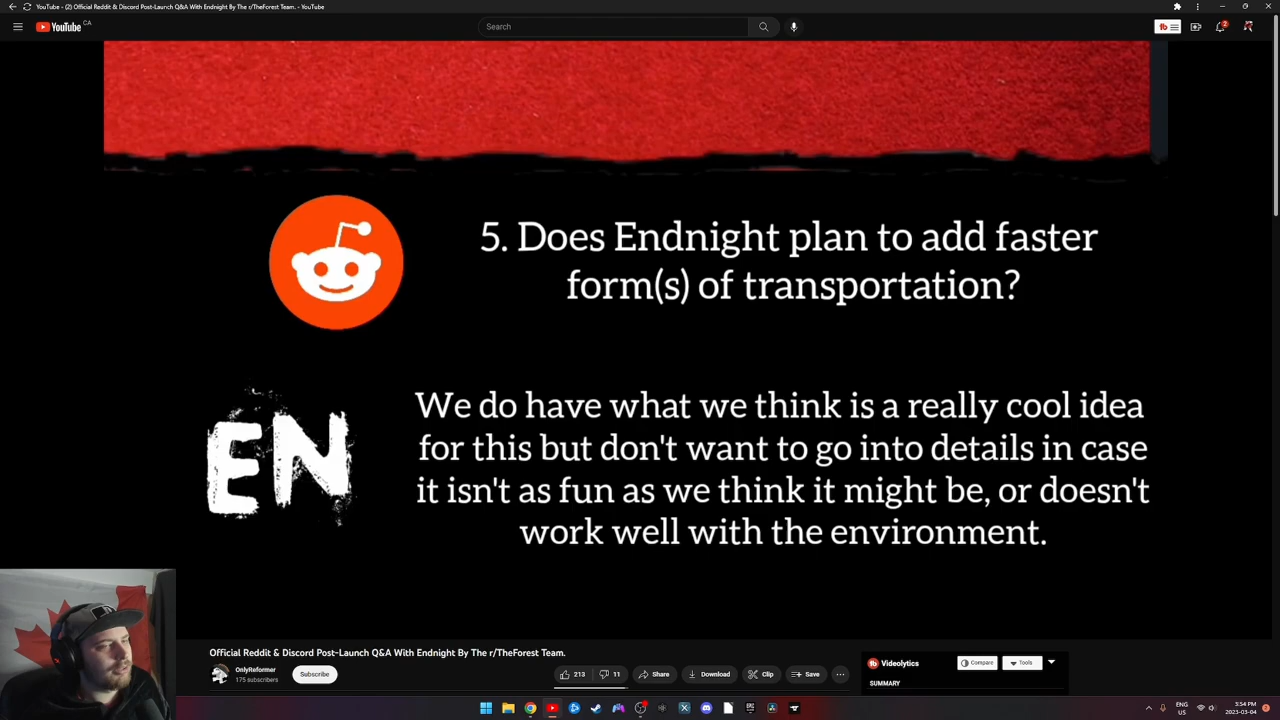 YouTube - (2) Official Reddit & Discord Post-Launch Q&A With Endnight By The r/TheForest Team. - YouTube
YouTube CA
Search
2
5. Does Endnight plan to add faster
form(s) of transportation?
EN
We do have what we think is a really cool idea
for this but don't want to go into details in case
it isn't as fun as we think it might be, or doesn't
work well with the environment.
Official Reddit & Discord Post-Launch Q&A With Endnight By The r/TheForest Team.
OnlyReformer
175 subscribers
Subscribe
213
11
Share
Download
Clip
Save
Videolytics
Compare
Tools
SUMMARY
ENG
US
3:54 PM
2023-03-04